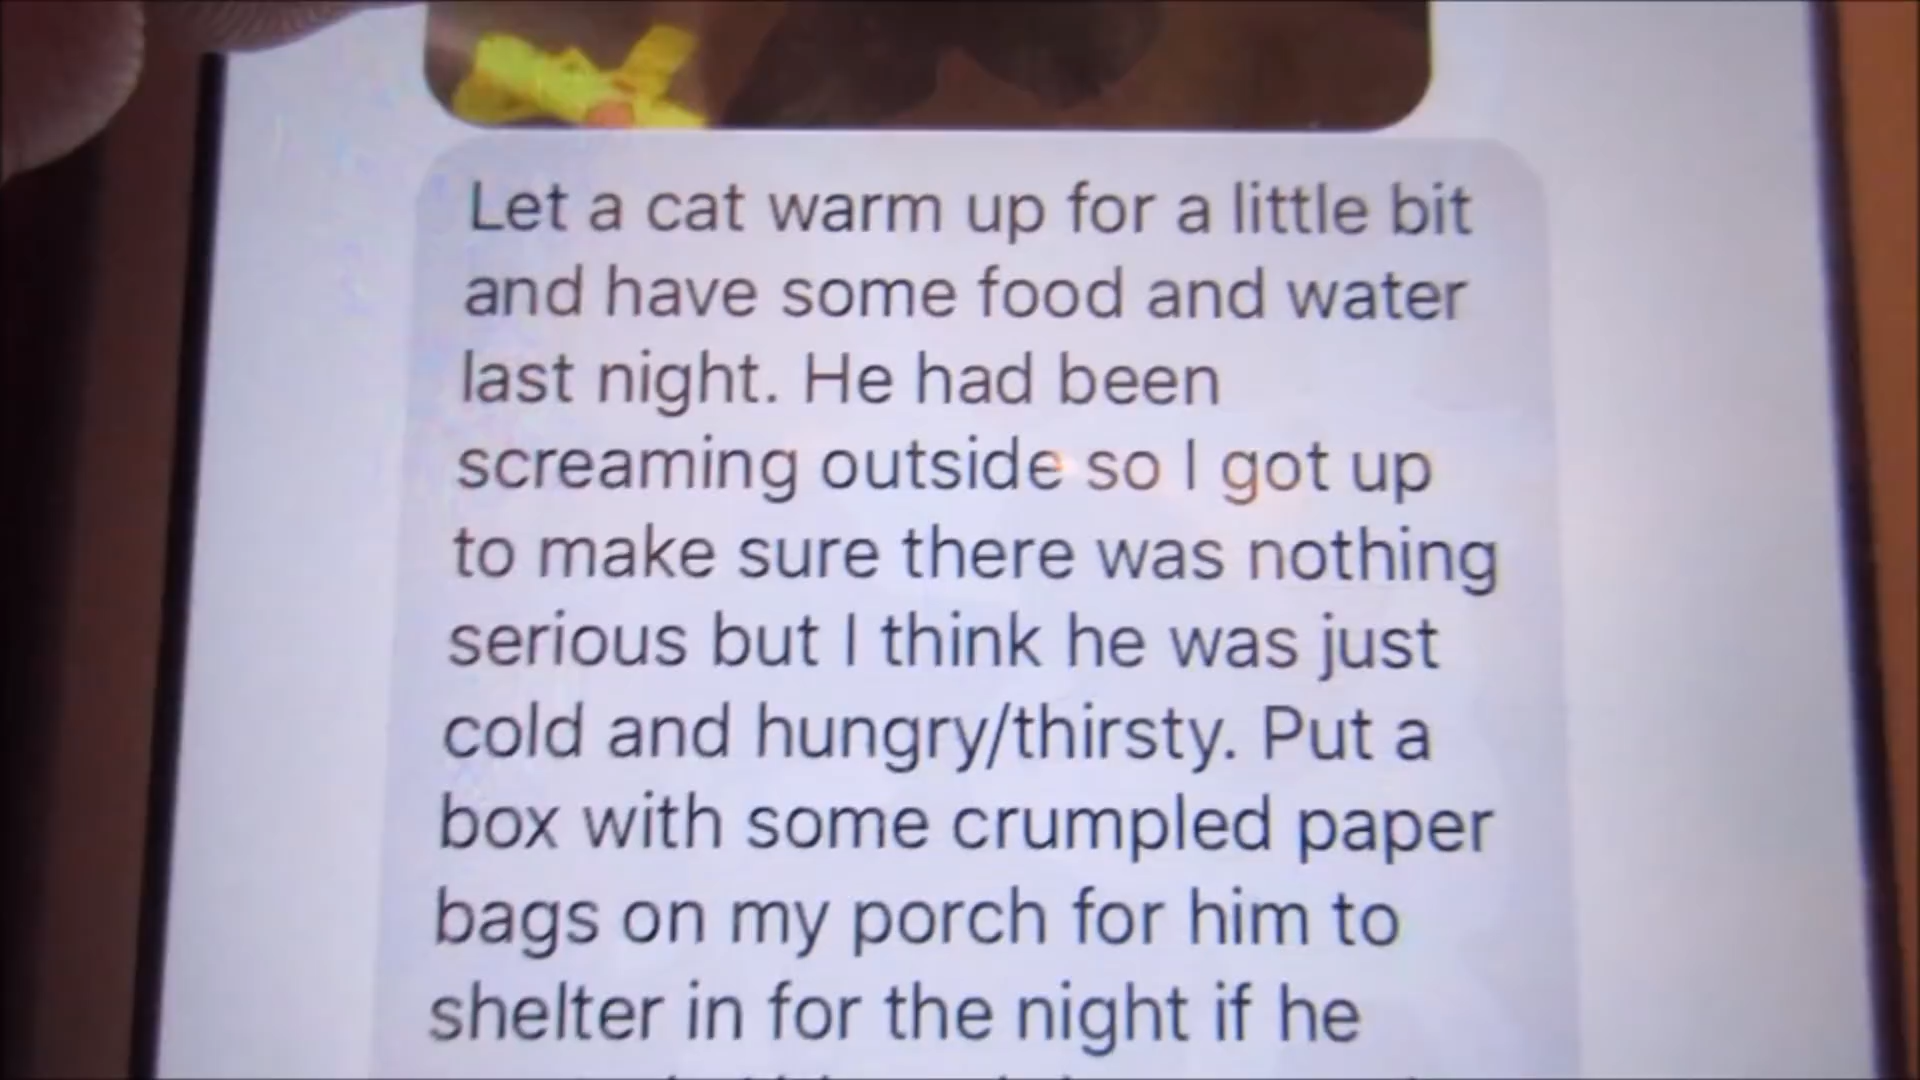 Let a cat warm up for a little bit
and have some food and water
last night. He had been
screaming outside so I got up
to make sure there was nothing
serious but I think he was just
cold and hungry/thirsty. Put a
box with some crumpled paper
bags on my porch for him to
shelter in for the night if he